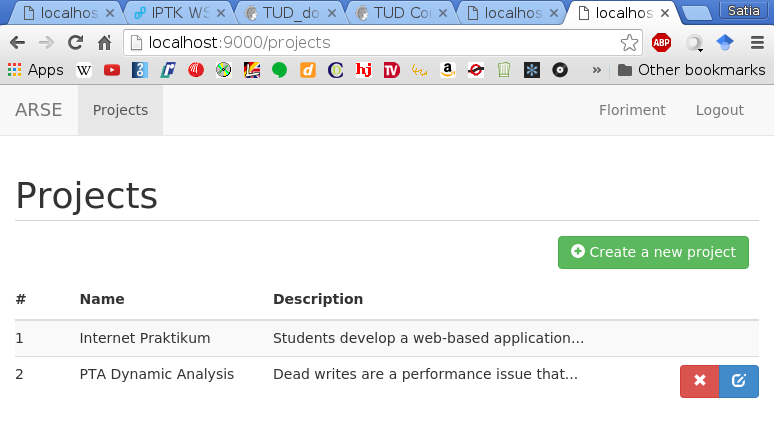 localhos IPTK WS TUD_do TUD Cou localhos localhos Satia
localhost:9000/projects
ABP
Apps W hj TV a Other bookmarks
ARSE Projects Floriment Logout
Projects
Create a new project
# Name Description
1 Internet Praktikum Students develop a web-based application...
2 PTA Dynamic Analysis Dead writes are a performance issue that...